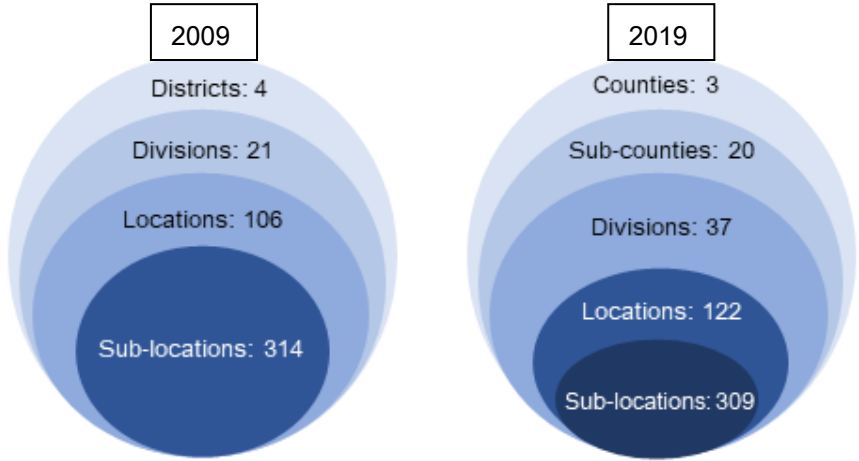 2009
Districts: 4
Divisions: 21
Locations: 106
Sub-locations: 314
2019
Counties: 3
Sub-counties: 20
Divisions: 37
Locations: 122
Sub-locations: 309